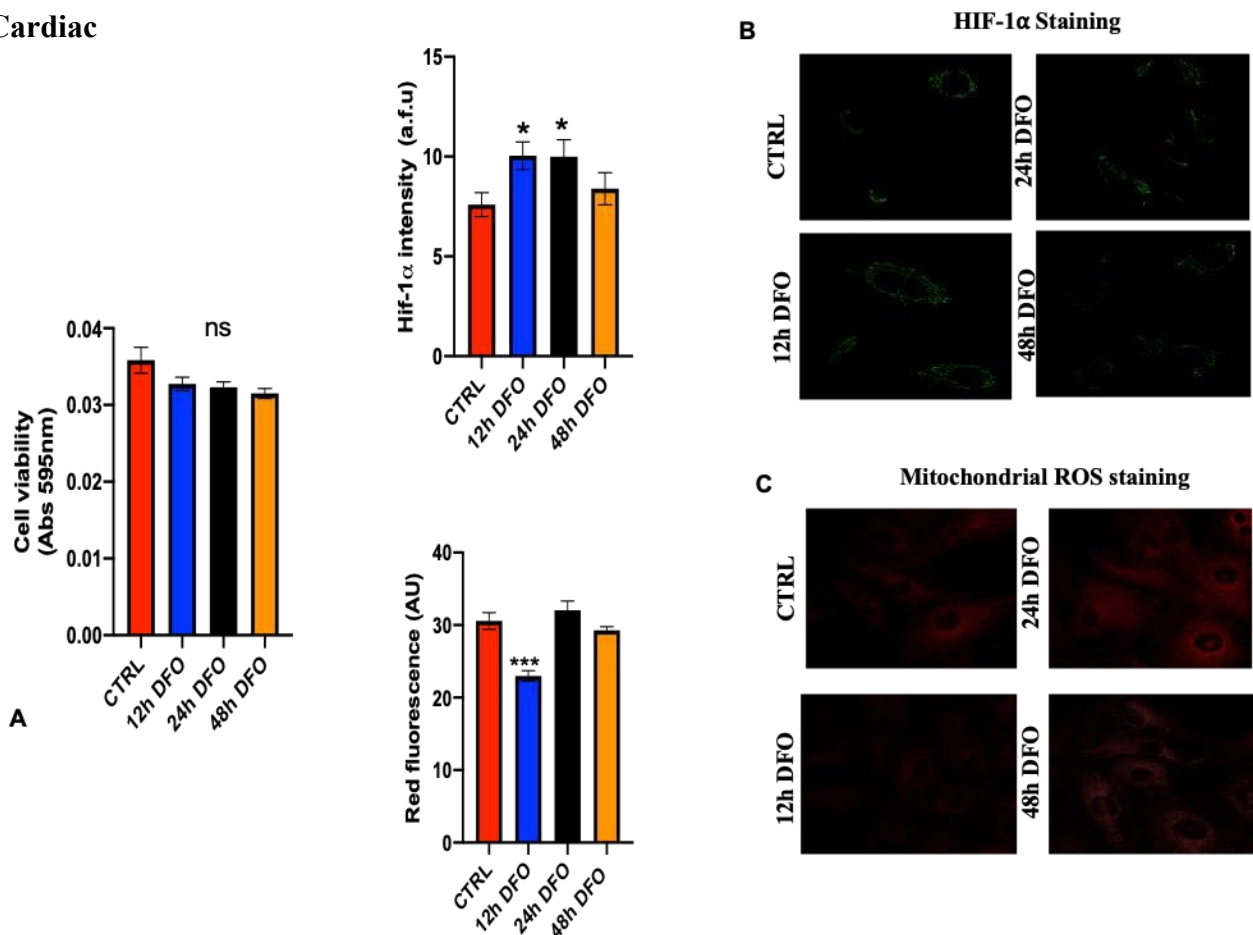 Cardiac
A
Cell viability
(Abs 595nm)
0.04
0.03
0.02
0.01
0.00
ns
CTRL
12h DFO
24h DFO
48h DFO
Hif-1α intensity (a.f.u)
15
10
5
0
*
*
CTRL
12h DFO
24h DFO
48h DFO
Red fluorescence (AU)
40
30
20
10
0
***
CTRL
12h DFO
24h DFO
48h DFO
B
HIF-1α Staining
CTRL
24h DFO
12h DFO
48h DFO
C
Mitochondrial ROS staining
CTRL
24h DFO
12h DFO
48h DFO